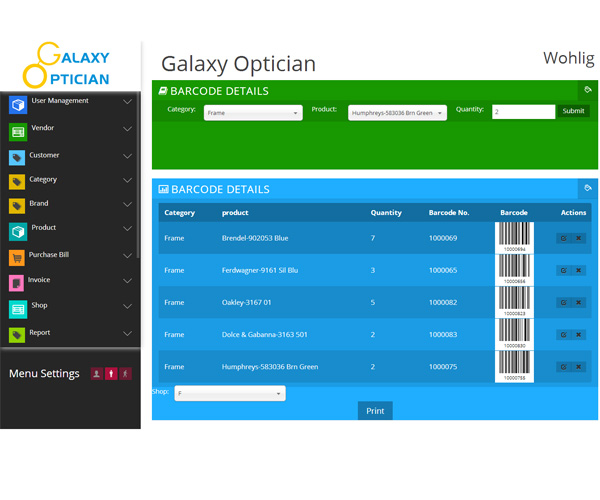 GALAXY
OPTICIAN
User Management
Vendor
Customer
Category
Brand
Product
Purchase Bill
Invoice
Shop
Report
Menu Settings
Galaxy Optician
Wohlig
BARCODE DETAILS
Category: Frame Product: Humphreys-583036 Brn Green Quantity: 2 Submit
BARCODE DETAILS
Category product Quantity Barcode No. Barcode Actions
Frame Brendel-902053 Blue 7 1000069
10000694
Frame Ferdwagner-9161 Sil Blu 3 1000065
10000656
Frame Oakley-3167 01 5 1000082
10000823
Frame Dolce & Gabanna-3163 501 2 1000083
10000830
Frame Humphreys-583036 Brn Green 2 1000075
10000755
Shop: F
Print